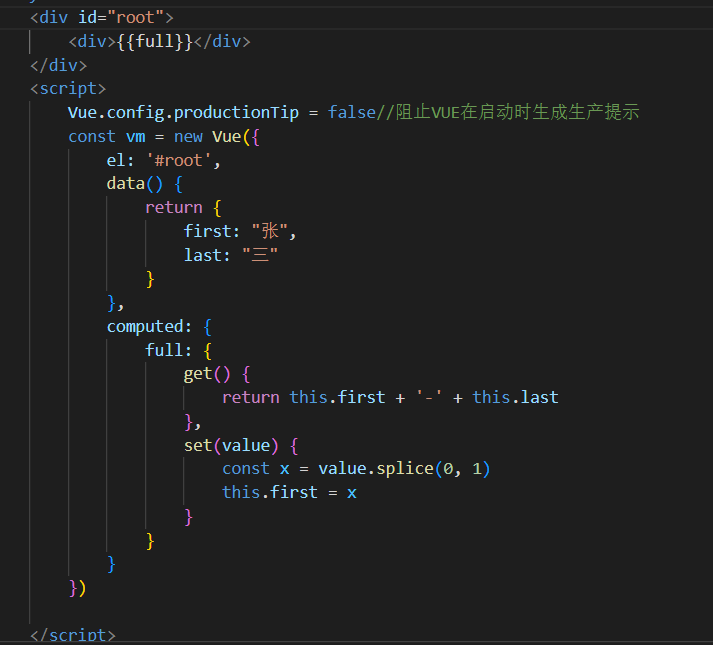 <div id="root">
    <div>{{full}}</div>
</div>
<script>
    Vue.config.productionTip = false//阻止VUE在启动时生成生产提示
    const vm = new Vue({
        el: '#root',
        data() {
            return {
                first: "张",
                last: "三"
            }
        },
        computed: {
            full: {
                get() {
                    return this.first + '-' + this.last
                },
                set(value) {
                    const x = value.splice(0, 1)
                    this.first = x
                }
            }
        }
    })
</script>